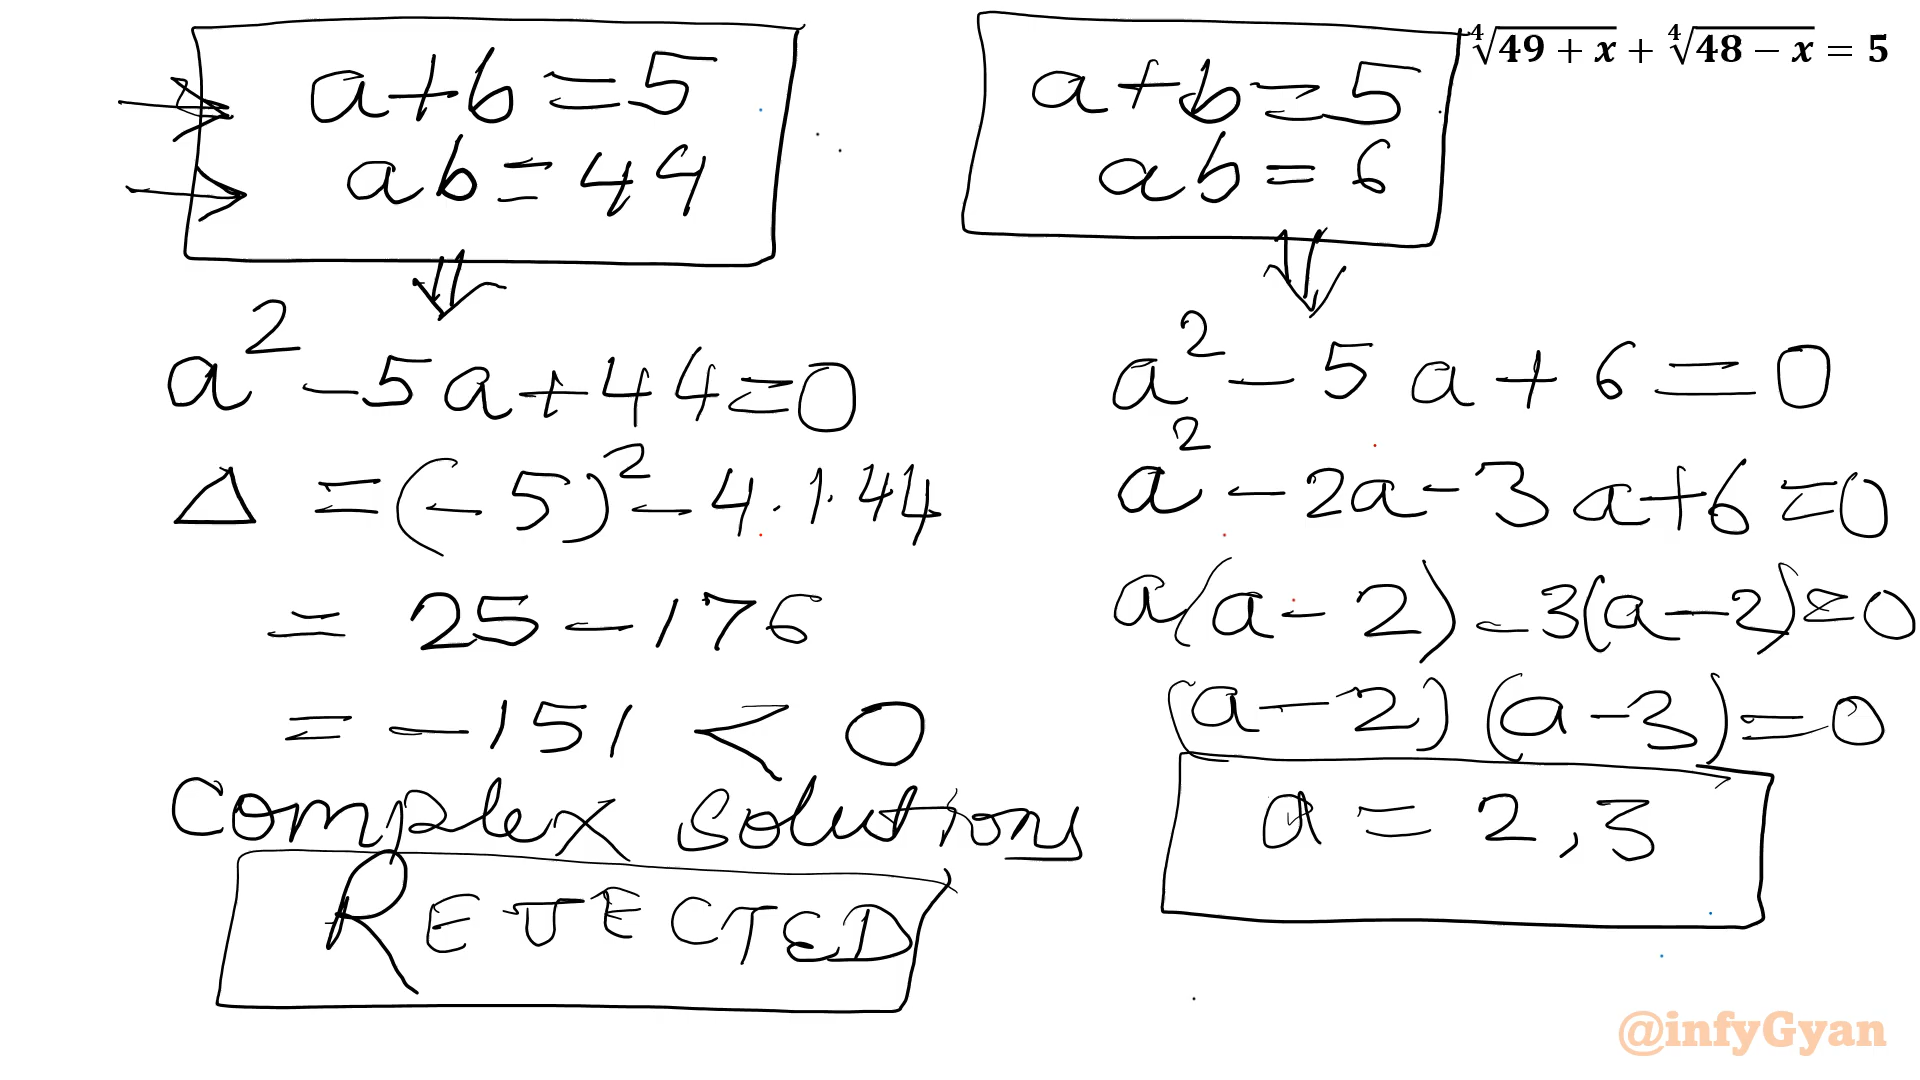 ∜(49 + x) + ∜(48 − x) = 5
a+b=5
ab=44
a² −5a+44=0
Δ =(−5)²−4.1.44
= 25−176
= −151 < 0
complex solutions
REJECTED
a+b=5
ab=6
a²−5a+6=0
a²−2a−3a+6=0
a(a−2)−3(a−2)=0
(a−2)(a−3)=0
a = 2,3
@infyGyan